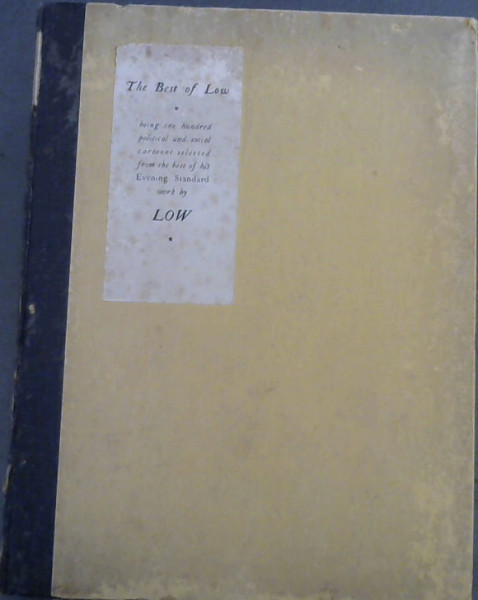 The Best of Low
*
being one hundred
political and social
cartoons selected
from the best of his
Evening Standard
work by
LOW
*